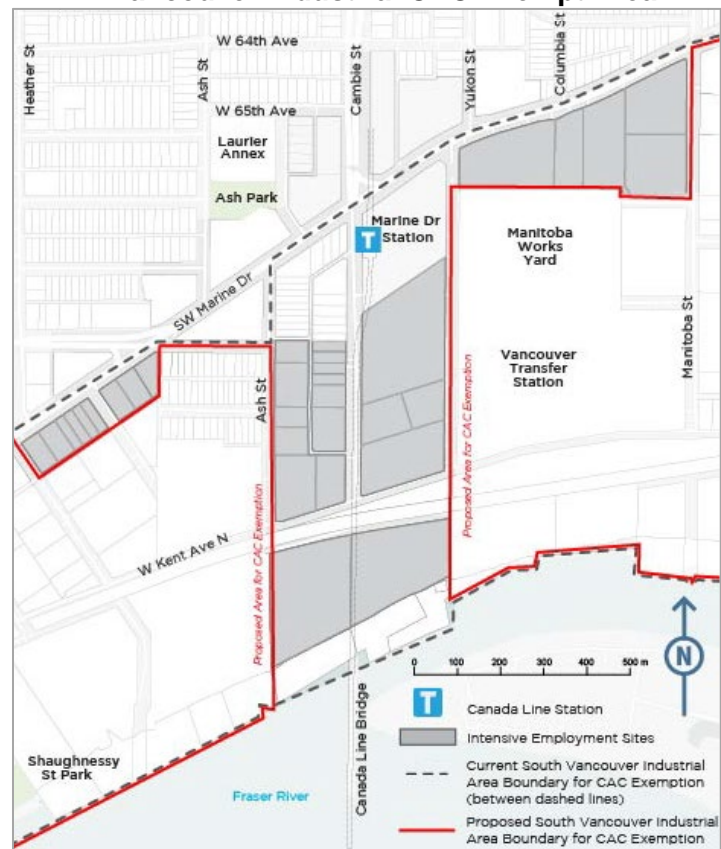 W 64th Ave
Heather St
Ash St
Cambie St
Yukon St
Columbia St
W 65th Ave
Laurier
Annex
Ash Park
Marine Dr
Station
T
Manitoba
Works
Yard
SW Marine Dr
Manitoba St
Vancouver
Transfer
Station
Ash St
Proposed Area for CAC Exemption
Proposed Area for CAC Exemption
W Kent Ave N
N
0 100 200 300 400 500 m
Canada Line Bridge
T
Canada Line Station
Intensive Employment Sites
Current South Vancouver Industrial
Area Boundary for CAC Exemption
(between dashed lines)
Proposed South Vancouver Industrial
Area Boundary for CAC Exemption
Shaughnessy
St Park
Fraser River